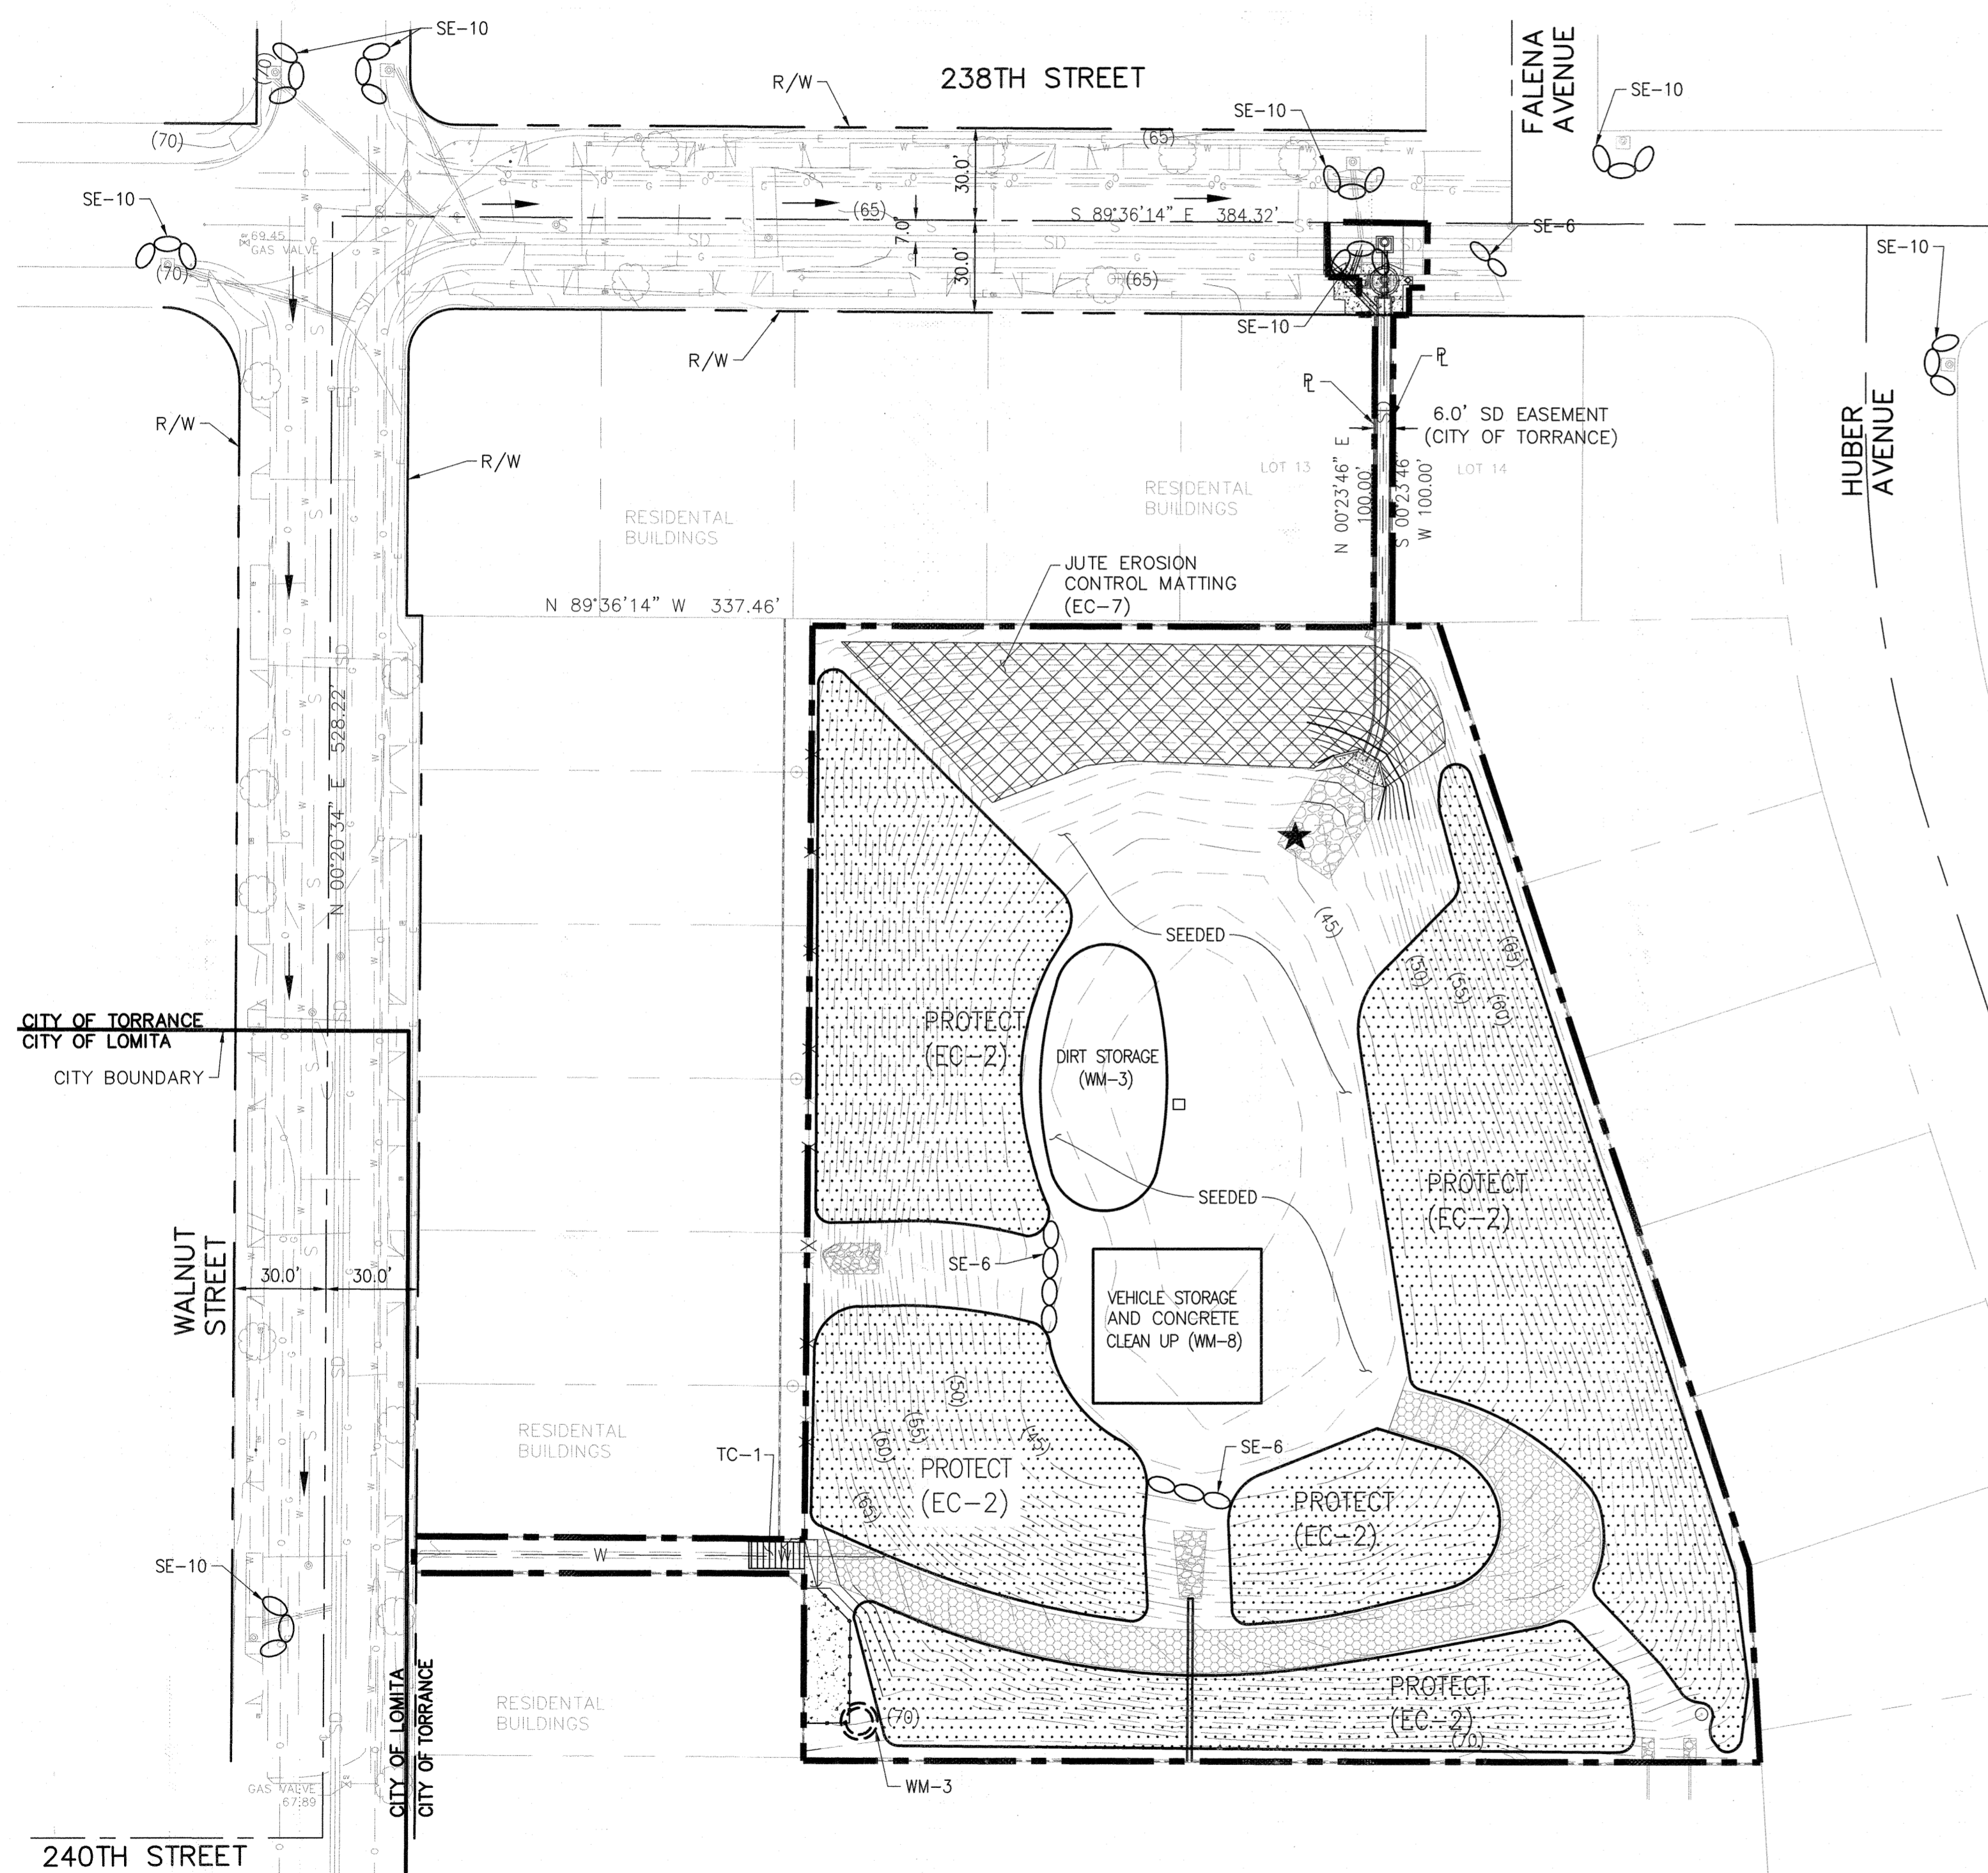 SE-10
238TH STREET
R/W
FALENA
AVENUE
SE-10
SE-10
(70)
(70)
(65)
30.0'
SE-10
69.45
GAS VALVE
(70)
(65)
7.0'
S 89°36'14" E 384.32'
SE-6
SE-10
30.0'
(65)
SE-10
R/W
R/W
R/W
6.0' SD EASEMENT
(CITY OF TORRANCE)
HUBER
AVENUE
LOT 13
N 00°23'46" E
100.00'
S 00°23'46"
W 100.00'
LOT 14
RESIDENTAL
BUILDINGS
RESIDENTAL
BUILDINGS
JUTE EROSION
CONTROL MATTING
(EC-7)
N 89°36'14" W 337.46'
N 00°20'34" E 528.22'
SEEDED
(45)
(50)
(55)
(60)
(65)
CITY OF TORRANCE
CITY OF LOMITA
CITY BOUNDARY
PROTECT
(EC-2)
DIRT STORAGE
(WM-3)
PROTECT
(EC-2)
SEEDED
WALNUT
STREET
30.0'
30.0'
SE-6
VEHICLE STORAGE
AND CONCRETE
CLEAN UP (WM-8)
(50)
(55)
(60)
(45)
(65)
RESIDENTAL
BUILDINGS
TC-1
PROTECT
(EC-2)
SE-6
PROTECT
(EC-2)
W
W
SE-10
RESIDENTAL
BUILDINGS
CITY OF LOMITA
CITY OF TORRANCE
PROTECT
(EC-2)
(70)
(70)
WM-3
GAS VALVE
67.89
240TH STREET